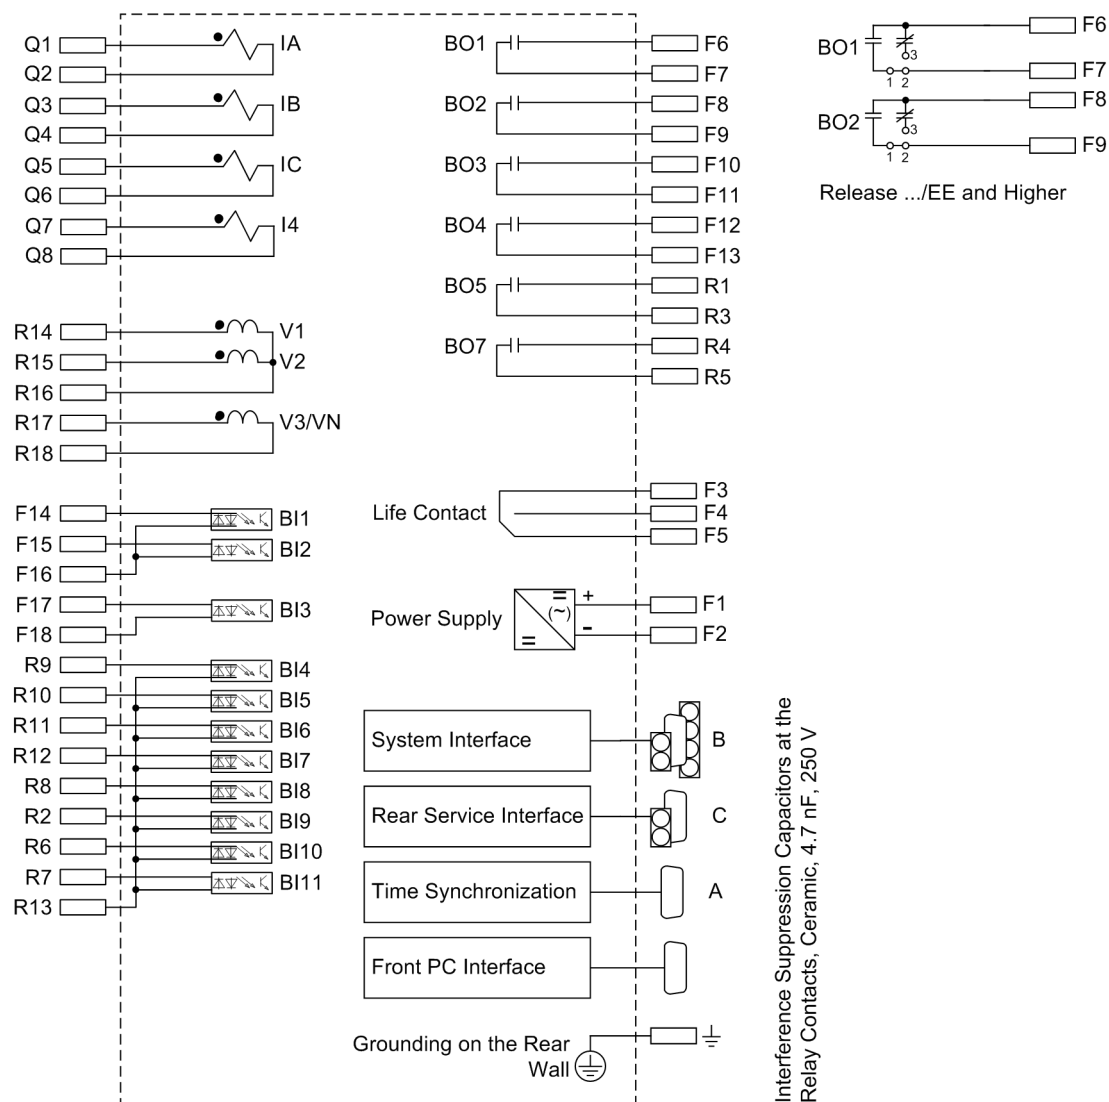 Q1
IA
Q2
Q3
IB
Q4
Q5
IC
Q6
Q7
I4
Q8
R14
V1
R15
V2
R16
R17
V3/VN
R18
F14
BI1
F15
BI2
F16
F17
BI3
F18
R9
BI4
R10
BI5
R11
BI6
R12
BI7
R8
BI8
R2
BI9
R6
BI10
R7
BI11
R13
BO1
F6
F7
BO2
F8
F9
BO3
F10
F11
BO4
F12
F13
BO5
R1
R3
BO7
R4
R5
Life Contact
F3
F4
F5
Power Supply
=
(~)
=
+
F1
-
F2
System Interface
B
Rear Service Interface
C
Time Synchronization
A
Front PC Interface
Grounding on the Rear
Wall
BO1
F6
3
1 2
F7
BO2
F8
3
1 2
F9
Release .../EE and Higher
Interference Suppression Capacitors at the
Relay Contacts, Ceramic, 4.7 nF, 250 V